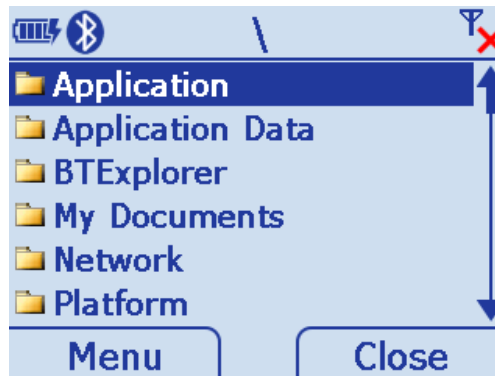 \
Application
Application Data
BTExplorer
My Documents
Network
Platform
Menu
Close